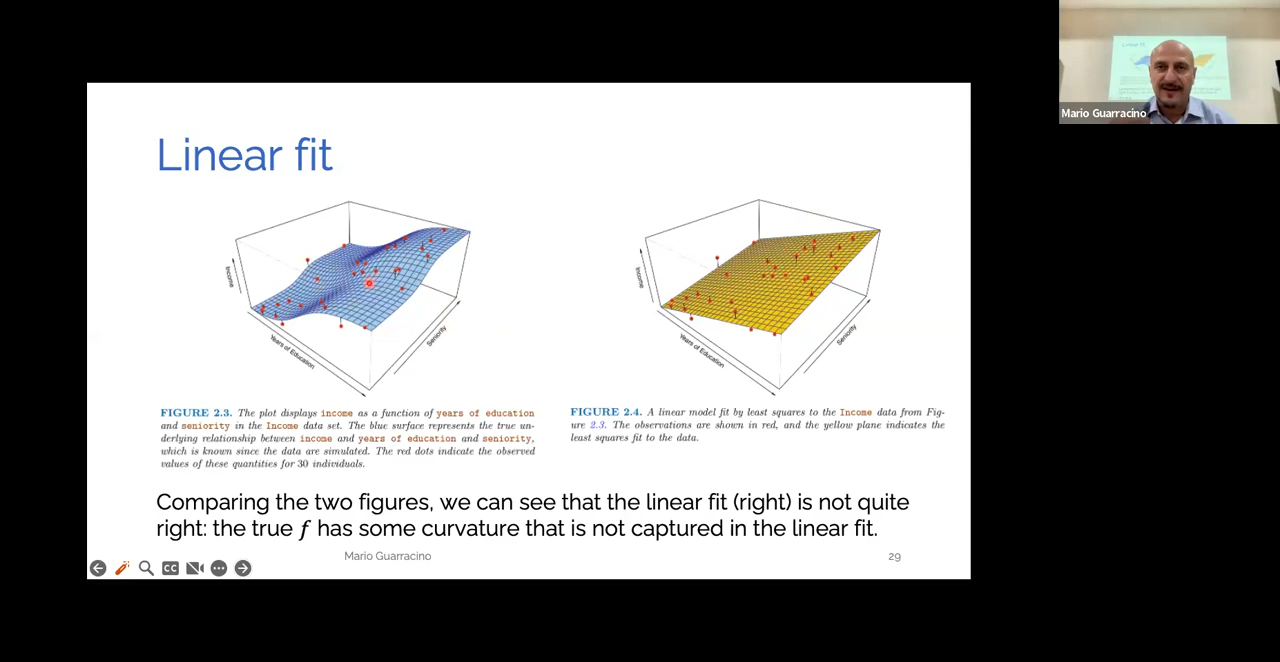 Linear fit
Mario Guarracino
Income
Years of Education
Seniority
Income
Years of Education
Seniority
FIGURE 2.3. The plot displays income as a function of years of education
and seniority in the Income data set. The blue surface represents the true un-
derlying relationship between income and years of education and seniority,
which is known since the data are simulated. The red dots indicate the observed
values of these quantities for 30 individuals.
FIGURE 2.4. A linear model fit by least squares to the Income data from Fig-
ure 2.3. The observations are shown in red, and the yellow plane indicates the
least squares fit to the data.
Comparing the two figures, we can see that the linear fit (right) is not quite
right: the true f has some curvature that is not captured in the linear fit.
Mario Guarracino
29
CC